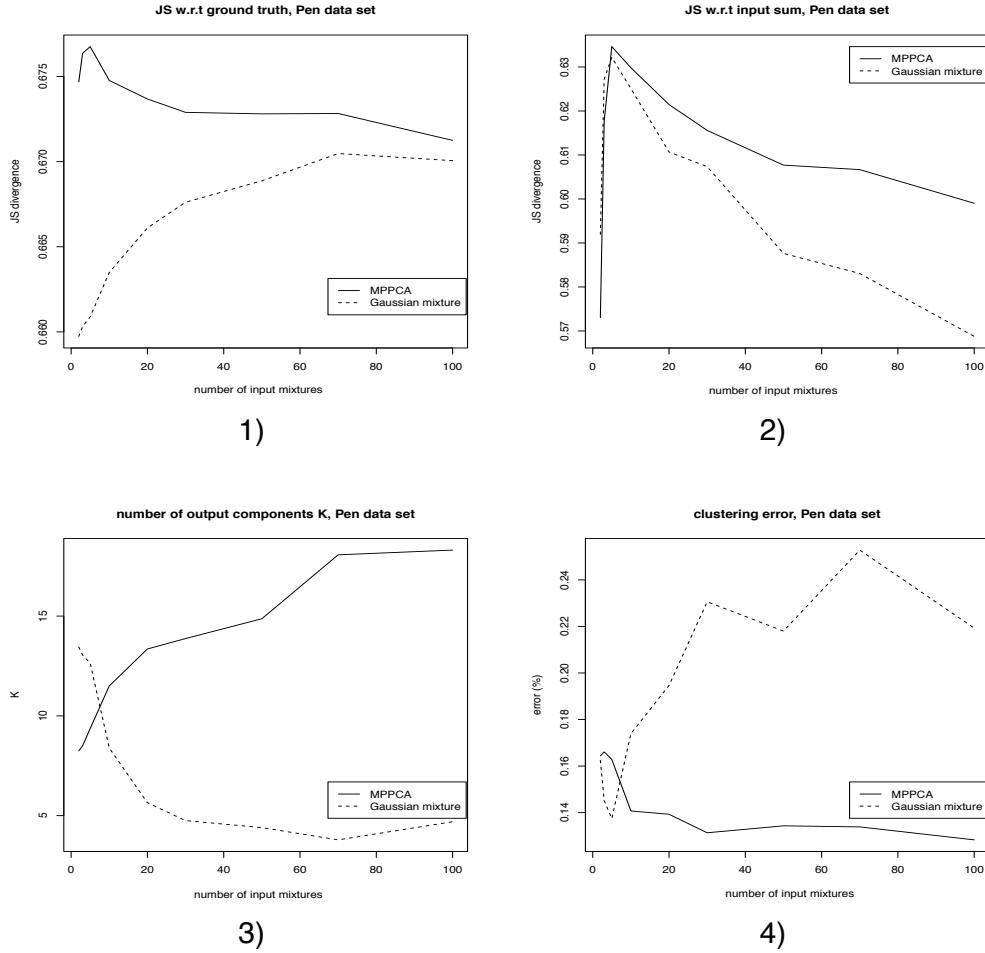 JS w.r.t ground truth, Pen data set
JS divergence
0.660 0.665 0.670 0.675
MPPCA
Gaussian mixture
0 20 40 60 80 100
number of input mixtures
1)
JS w.r.t input sum, Pen data set
JS divergence
0.57 0.58 0.59 0.60 0.61 0.62 0.63
MPPCA
Gaussian mixture
0 20 40 60 80 100
number of input mixtures
2)
number of output components K, Pen data set
K
5 10 15
MPPCA
Gaussian mixture
0 20 40 60 80 100
number of input mixtures
3)
clustering error, Pen data set
error (%)
0.14 0.16 0.18 0.20 0.22 0.24
MPPCA
Gaussian mixture
0 20 40 60 80 100
number of input mixtures
4)